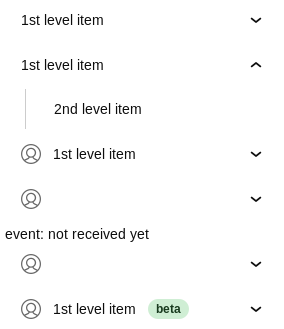 1st level item
1st level item
2nd level item
1st level item
event: not received yet
1st level item beta